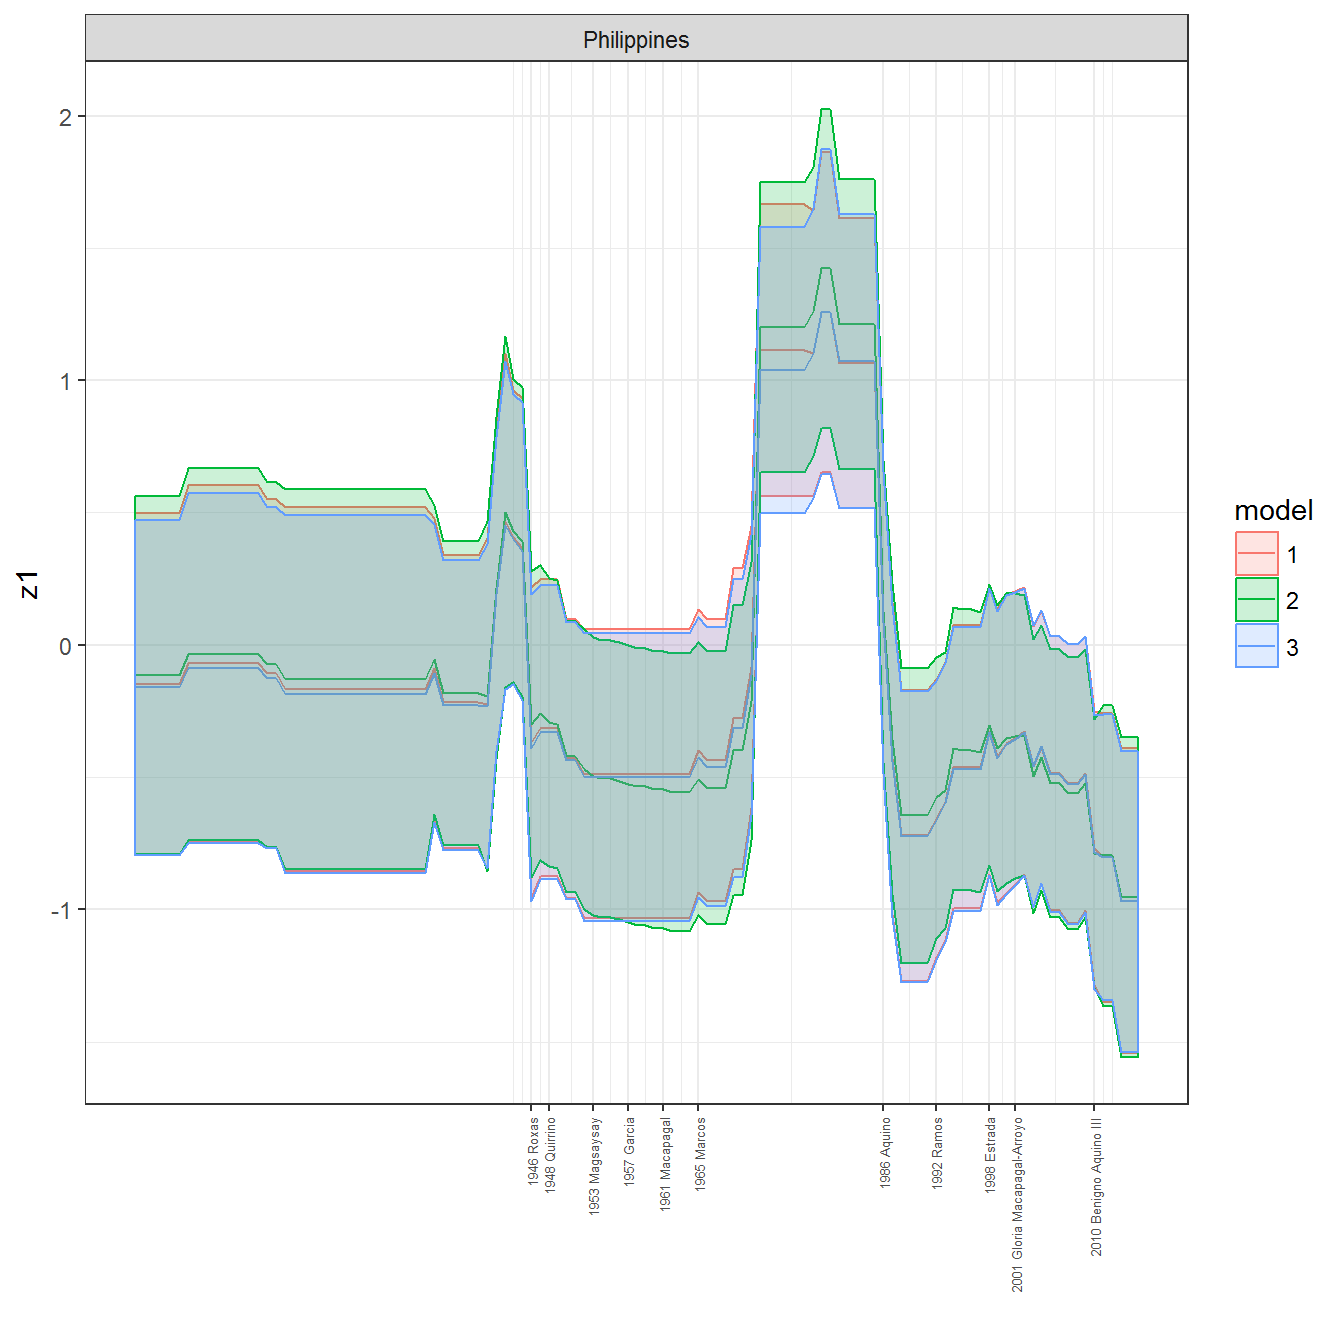 Philippines
z1
2
1
0
-1
1946 Roxas
1948 Quirrino
1953 Magsaysay
1957 Garcia
1961 Macapagal
1965 Marcos
1986 Aquino
1992 Ramos
1998 Estrada
2001 Gloria Macapagal-Arroyo
2010 Benigno Aquino III
model
1
2
3